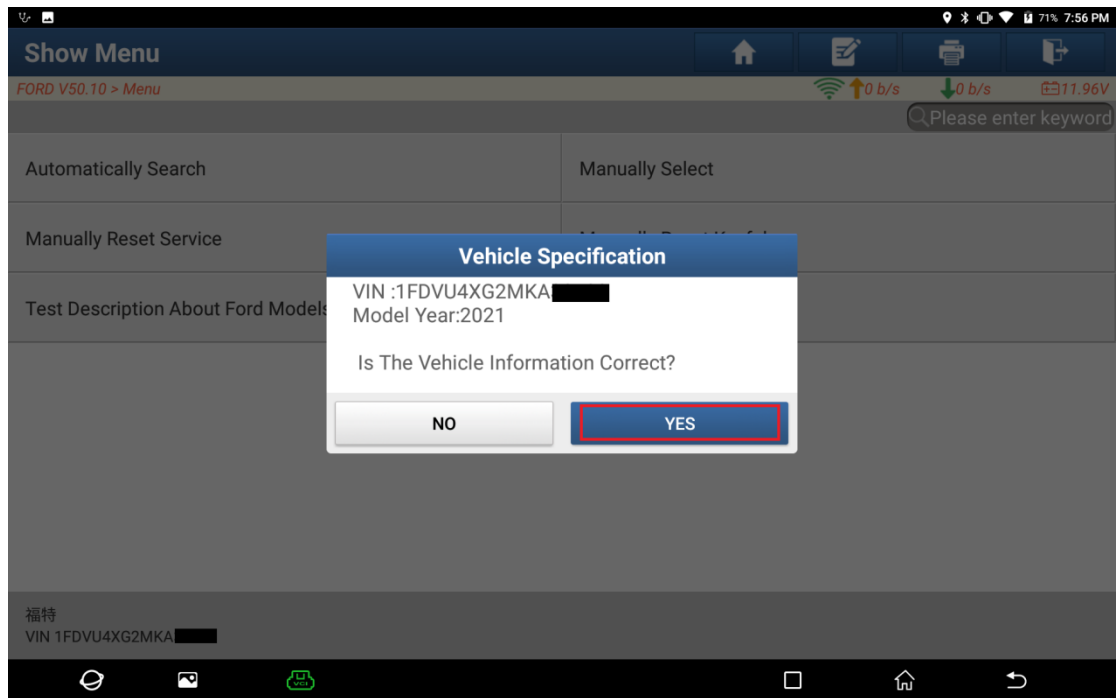 71% 7:56 PM
Show Menu
FORD V50.10 > Menu
0 b/s
0 b/s
11.96V
Please enter keyword
Automatically Search
Manually Select
Manually Reset Service
Vehicle Specification
VIN :1FDVU4XG2MKA
Model Year:2021
Test Description About Ford Models
Is The Vehicle Information Correct?
NO
YES
福特
VIN 1FDVU4XG2MKA
VCI